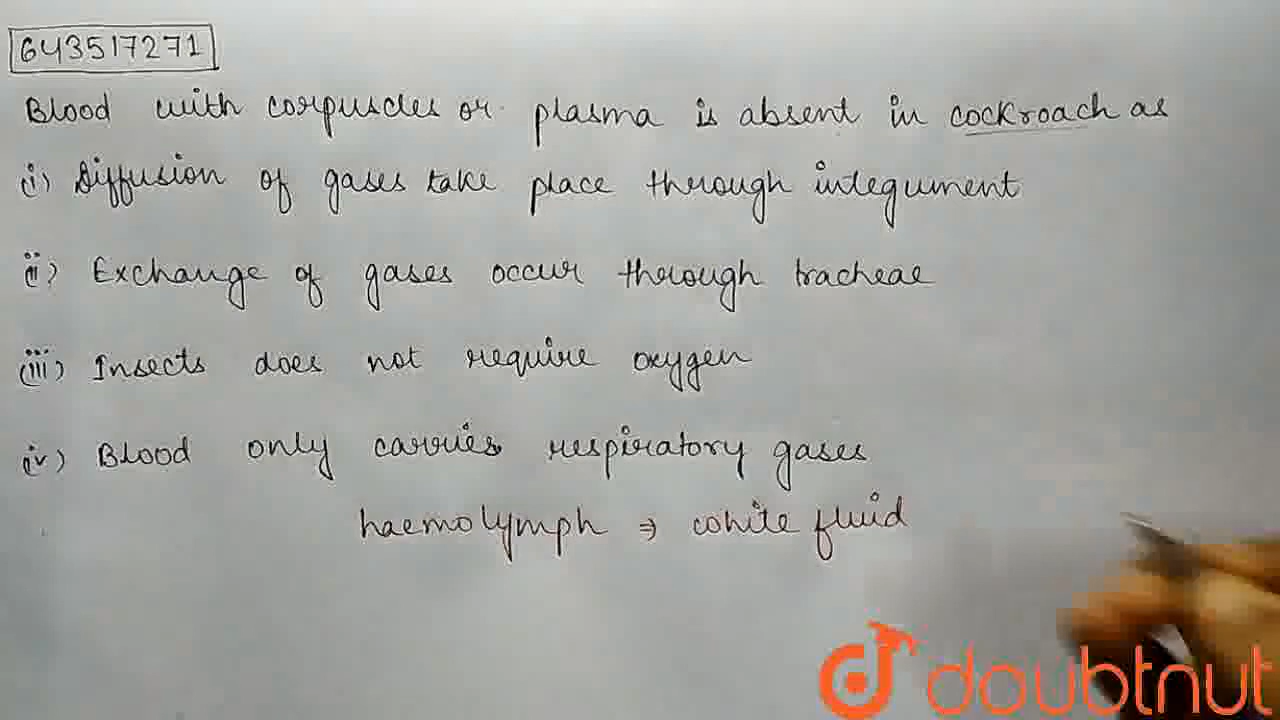 643517271
Blood with corpuscles or plasma is absent in cockroach as
(i) Diffusion of gases take place through integument
(ii) Exchange of gases occur through tracheae
(iii) Insects does not require oxygen
(iv) Blood only carries respiratory gases
haemolymph ⇒ white fluid
doubtnut